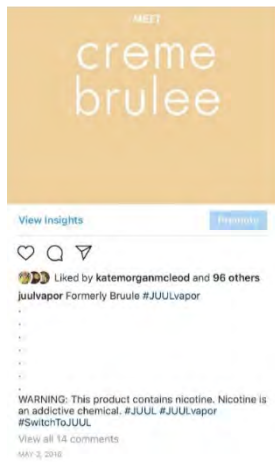 MEET
creme
brulee
View Insights
Promote
Liked by katemorganmcleod and 96 others
juulvapor Formerly Bruule #JUULvapor
.
.
.
.
.
.
WARNING: This product contains nicotine. Nicotine is
an addictive chemical. #JUUL #JUULvapor
#SwitchToJUUL
View all 14 comments
MAY 2, 2018